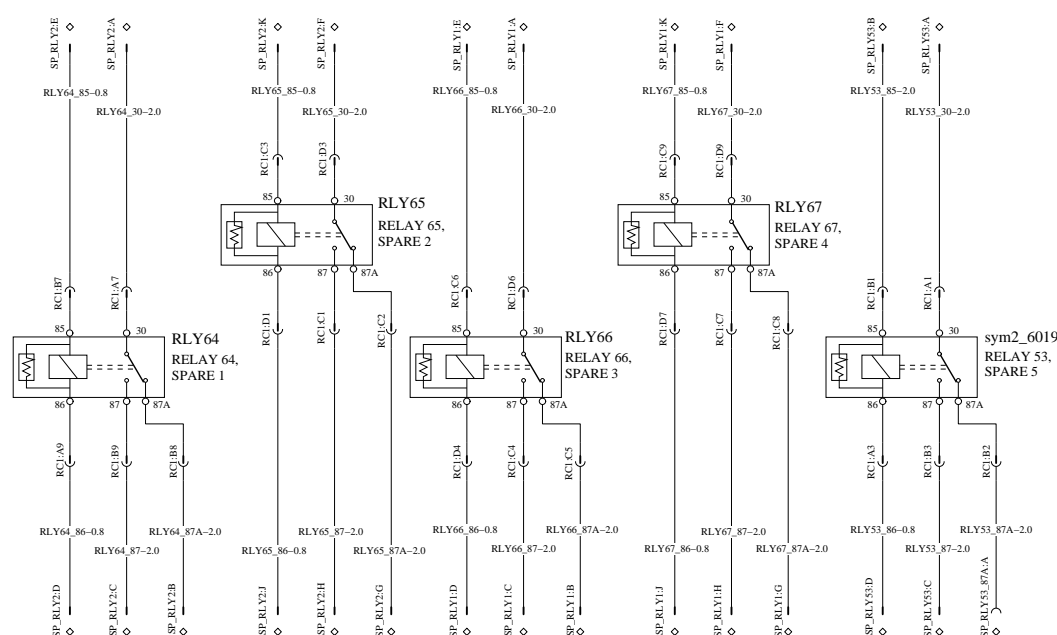 SP_RLY2:E
SP_RLY2:A
SP_RLY2:K
SP_RLY2:F
SP_RLY1:E
SP_RLY1:A
SP_RLY1:K
SP_RLY1:F
SP_RLY53:B
SP_RLY53:A
RLY64_85–0.8
RLY65_85–0.8
RLY66_85–0.8
RLY67_85–0.8
RLY53_85–2.0
RLY64_30–2.0
RLY65_30–2.0
RLY66_30–2.0
RLY67_30–2.0
RLY53_30–2.0
RC1:C3
RC1:D3
RC1:C9
RC1:D9
85
30
RLY65
RELAY 65,
SPARE 2
86
87
87A
85
30
RLY67
RELAY 67,
SPARE 4
86
87
87A
RC1:B7
RC1:A7
RC1:D1
RC1:C1
RC1:C2
RC1:C6
RC1:D6
RC1:D7
RC1:C7
RC1:C8
RC1:B1
RC1:A1
85
30
RLY64
RELAY 64,
SPARE 1
86
87
87A
85
30
RLY66
RELAY 66,
SPARE 3
86
87
87A
85
30
sym2_6019
RELAY 53,
SPARE 5
86
87
87A
RC1:A9
RC1:B9
RC1:B8
RC1:D4
RC1:C4
RC1:C5
RC1:A3
RC1:B3
RC1:B2
RLY64_86–0.8
RLY64_87A–2.0
RLY65_87–2.0
RLY66_86–0.8
RLY66_87A–2.0
RLY67_87–2.0
RLY53_86–0.8
RLY53_87A–2.0
RLY64_87–2.0
RLY65_86–0.8
RLY65_87A–2.0
RLY66_87–2.0
RLY67_86–0.8
RLY67_87A–2.0
RLY53_87–2.0
SP_RLY2:D
SP_RLY2:C
SP_RLY2:B
SP_RLY2:J
SP_RLY2:H
SP_RLY2:G
SP_RLY1:D
SP_RLY1:C
SP_RLY1:B
SP_RLY1:J
SP_RLY1:H
SP_RLY1:G
SP_RLY53:D
SP_RLY53:C
SP_RLY53_87A:A